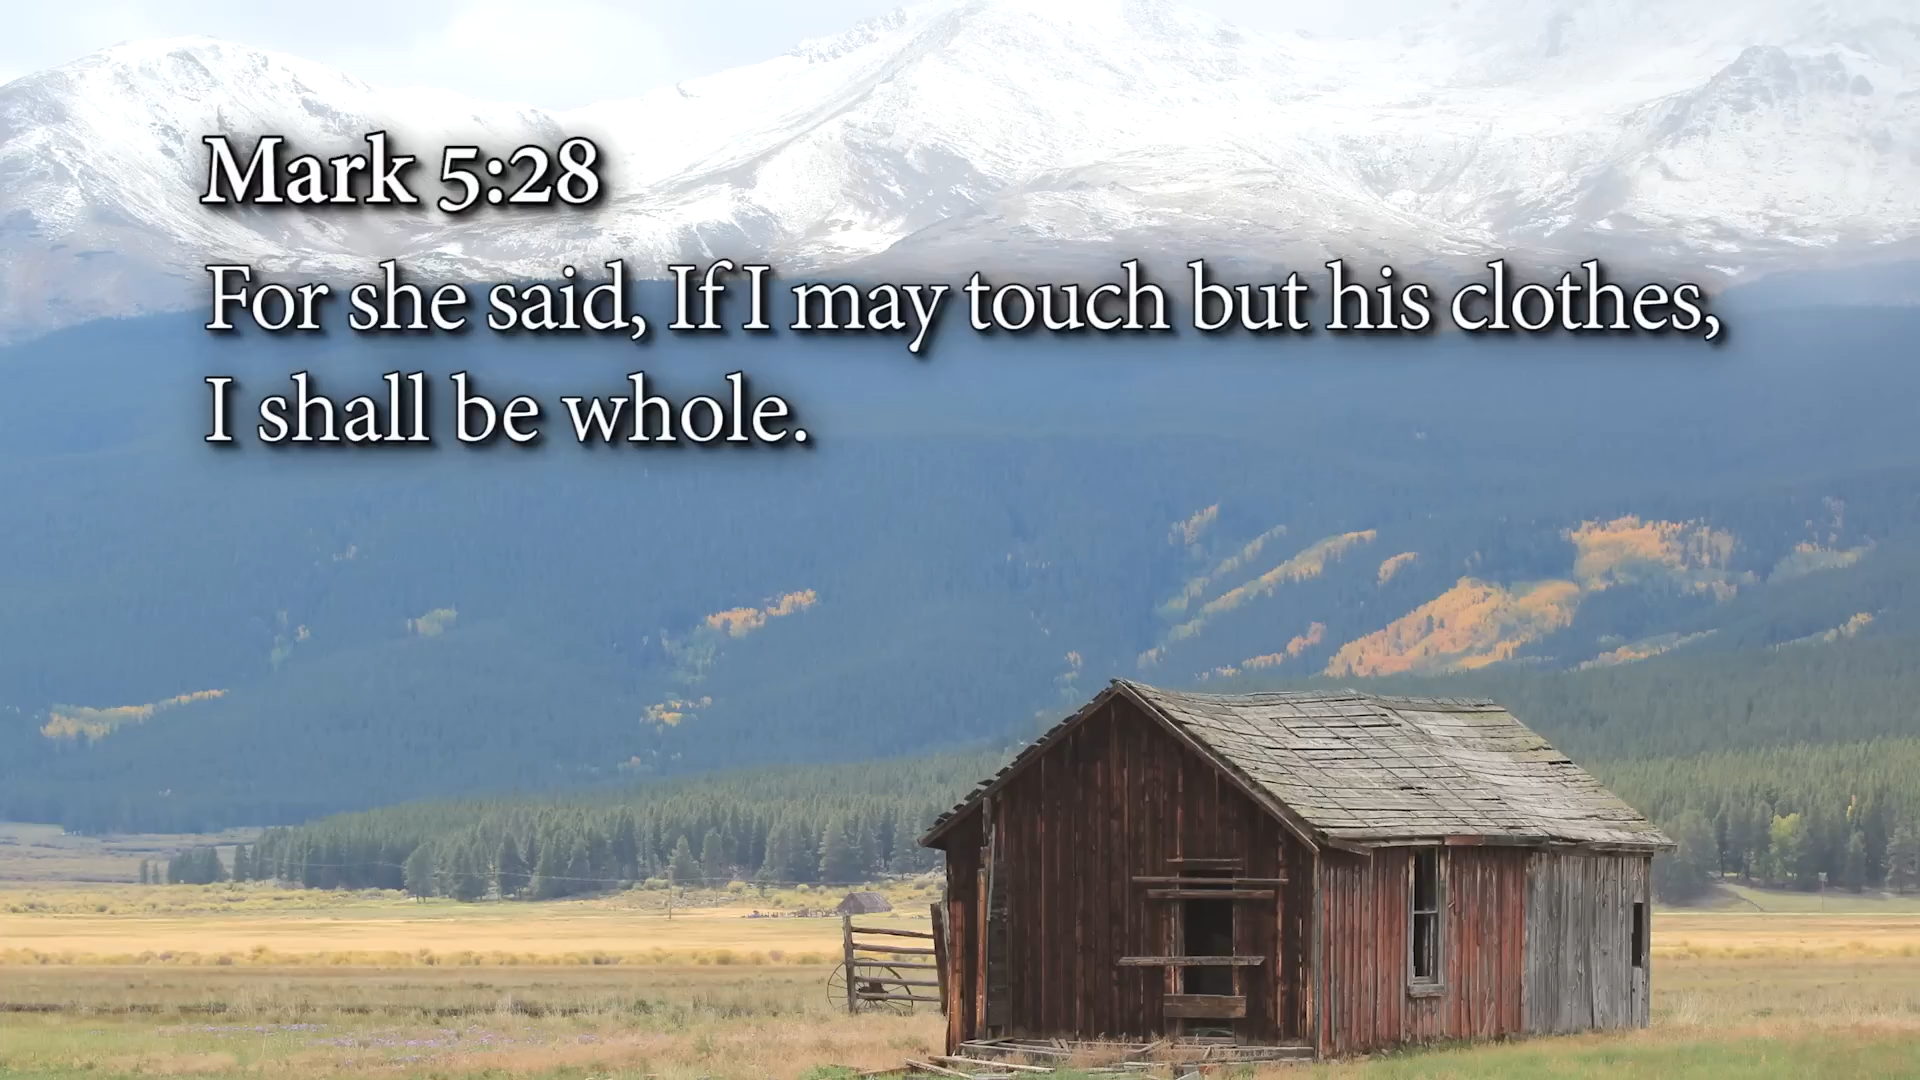 Mark 5:28
For she said, If I may touch but his clothes,
I shall be whole.